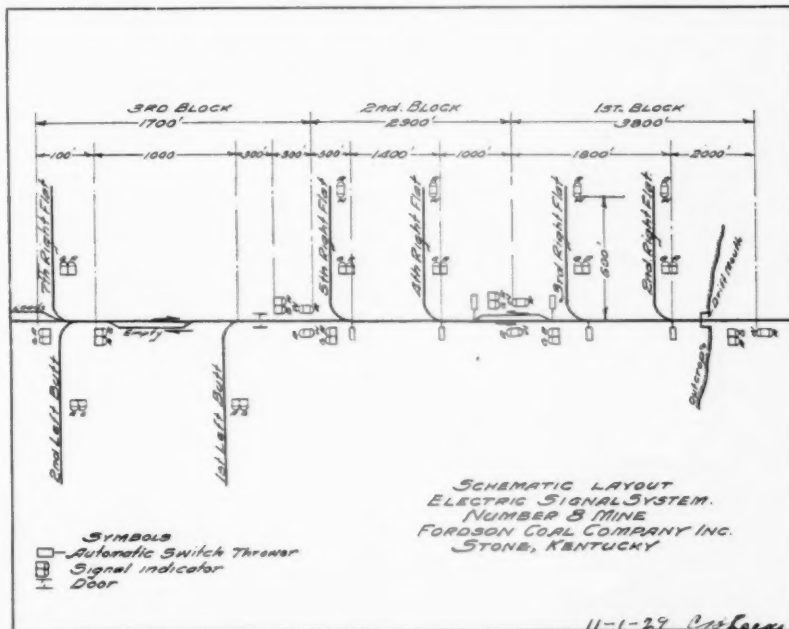 3RD BLOCK 2nd. BLOCK 1ST. BLOCK
1700' 2900' 3800'
100' 1000 300' 300' 500' 1400' 1000' 1800' 2000'
7th Right Flat
5th Right Flat
4th Right Flat
3rd Right Flat
2nd Right Flat
600'
Drift Mouth
Empty
Outcrop
2nd Left Butt
1st Left Butt
SCHEMATIC LAYOUT
ELECTRIC SIGNAL SYSTEM.
NUMBER 8 MINE
FORDSON COAL COMPANY INC.
STONE, KENTUCKY
SYMBOLS
Automatic Switch Thrower
Signal indicator
Door
11-1-29